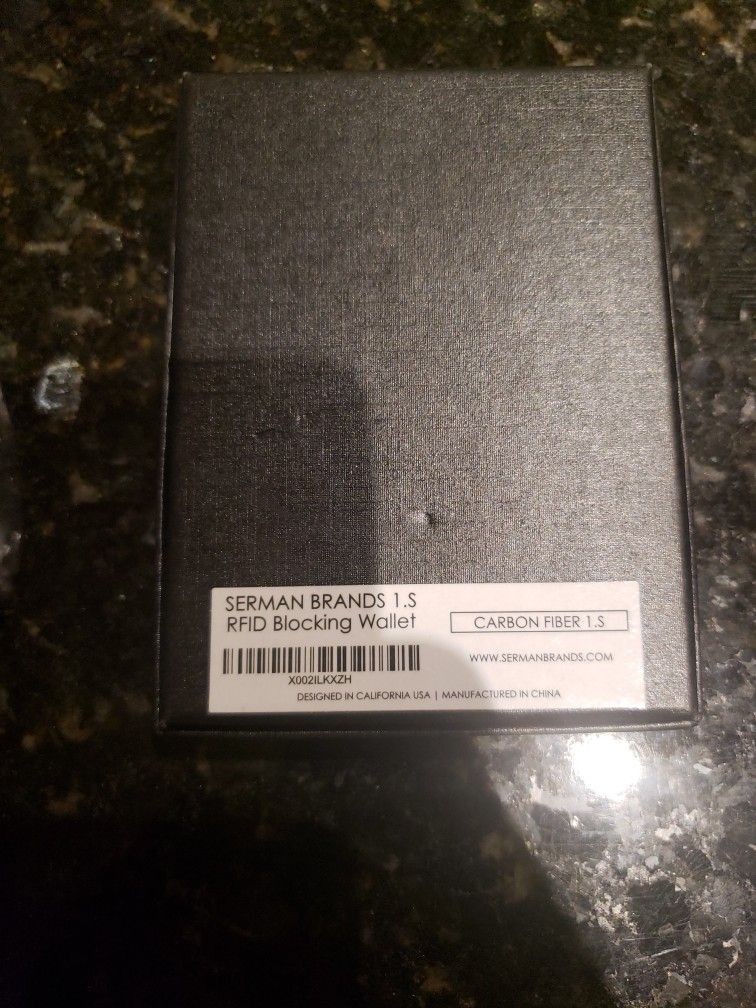 SERMAN BRANDS 1.S
RFID Blocking Wallet
CARBON FIBER 1.S
X002ILKXZH
WWW.SERMANBRANDS.COM
DESIGNED IN CALIFORNIA USA | MANUFACTURED IN CHINA